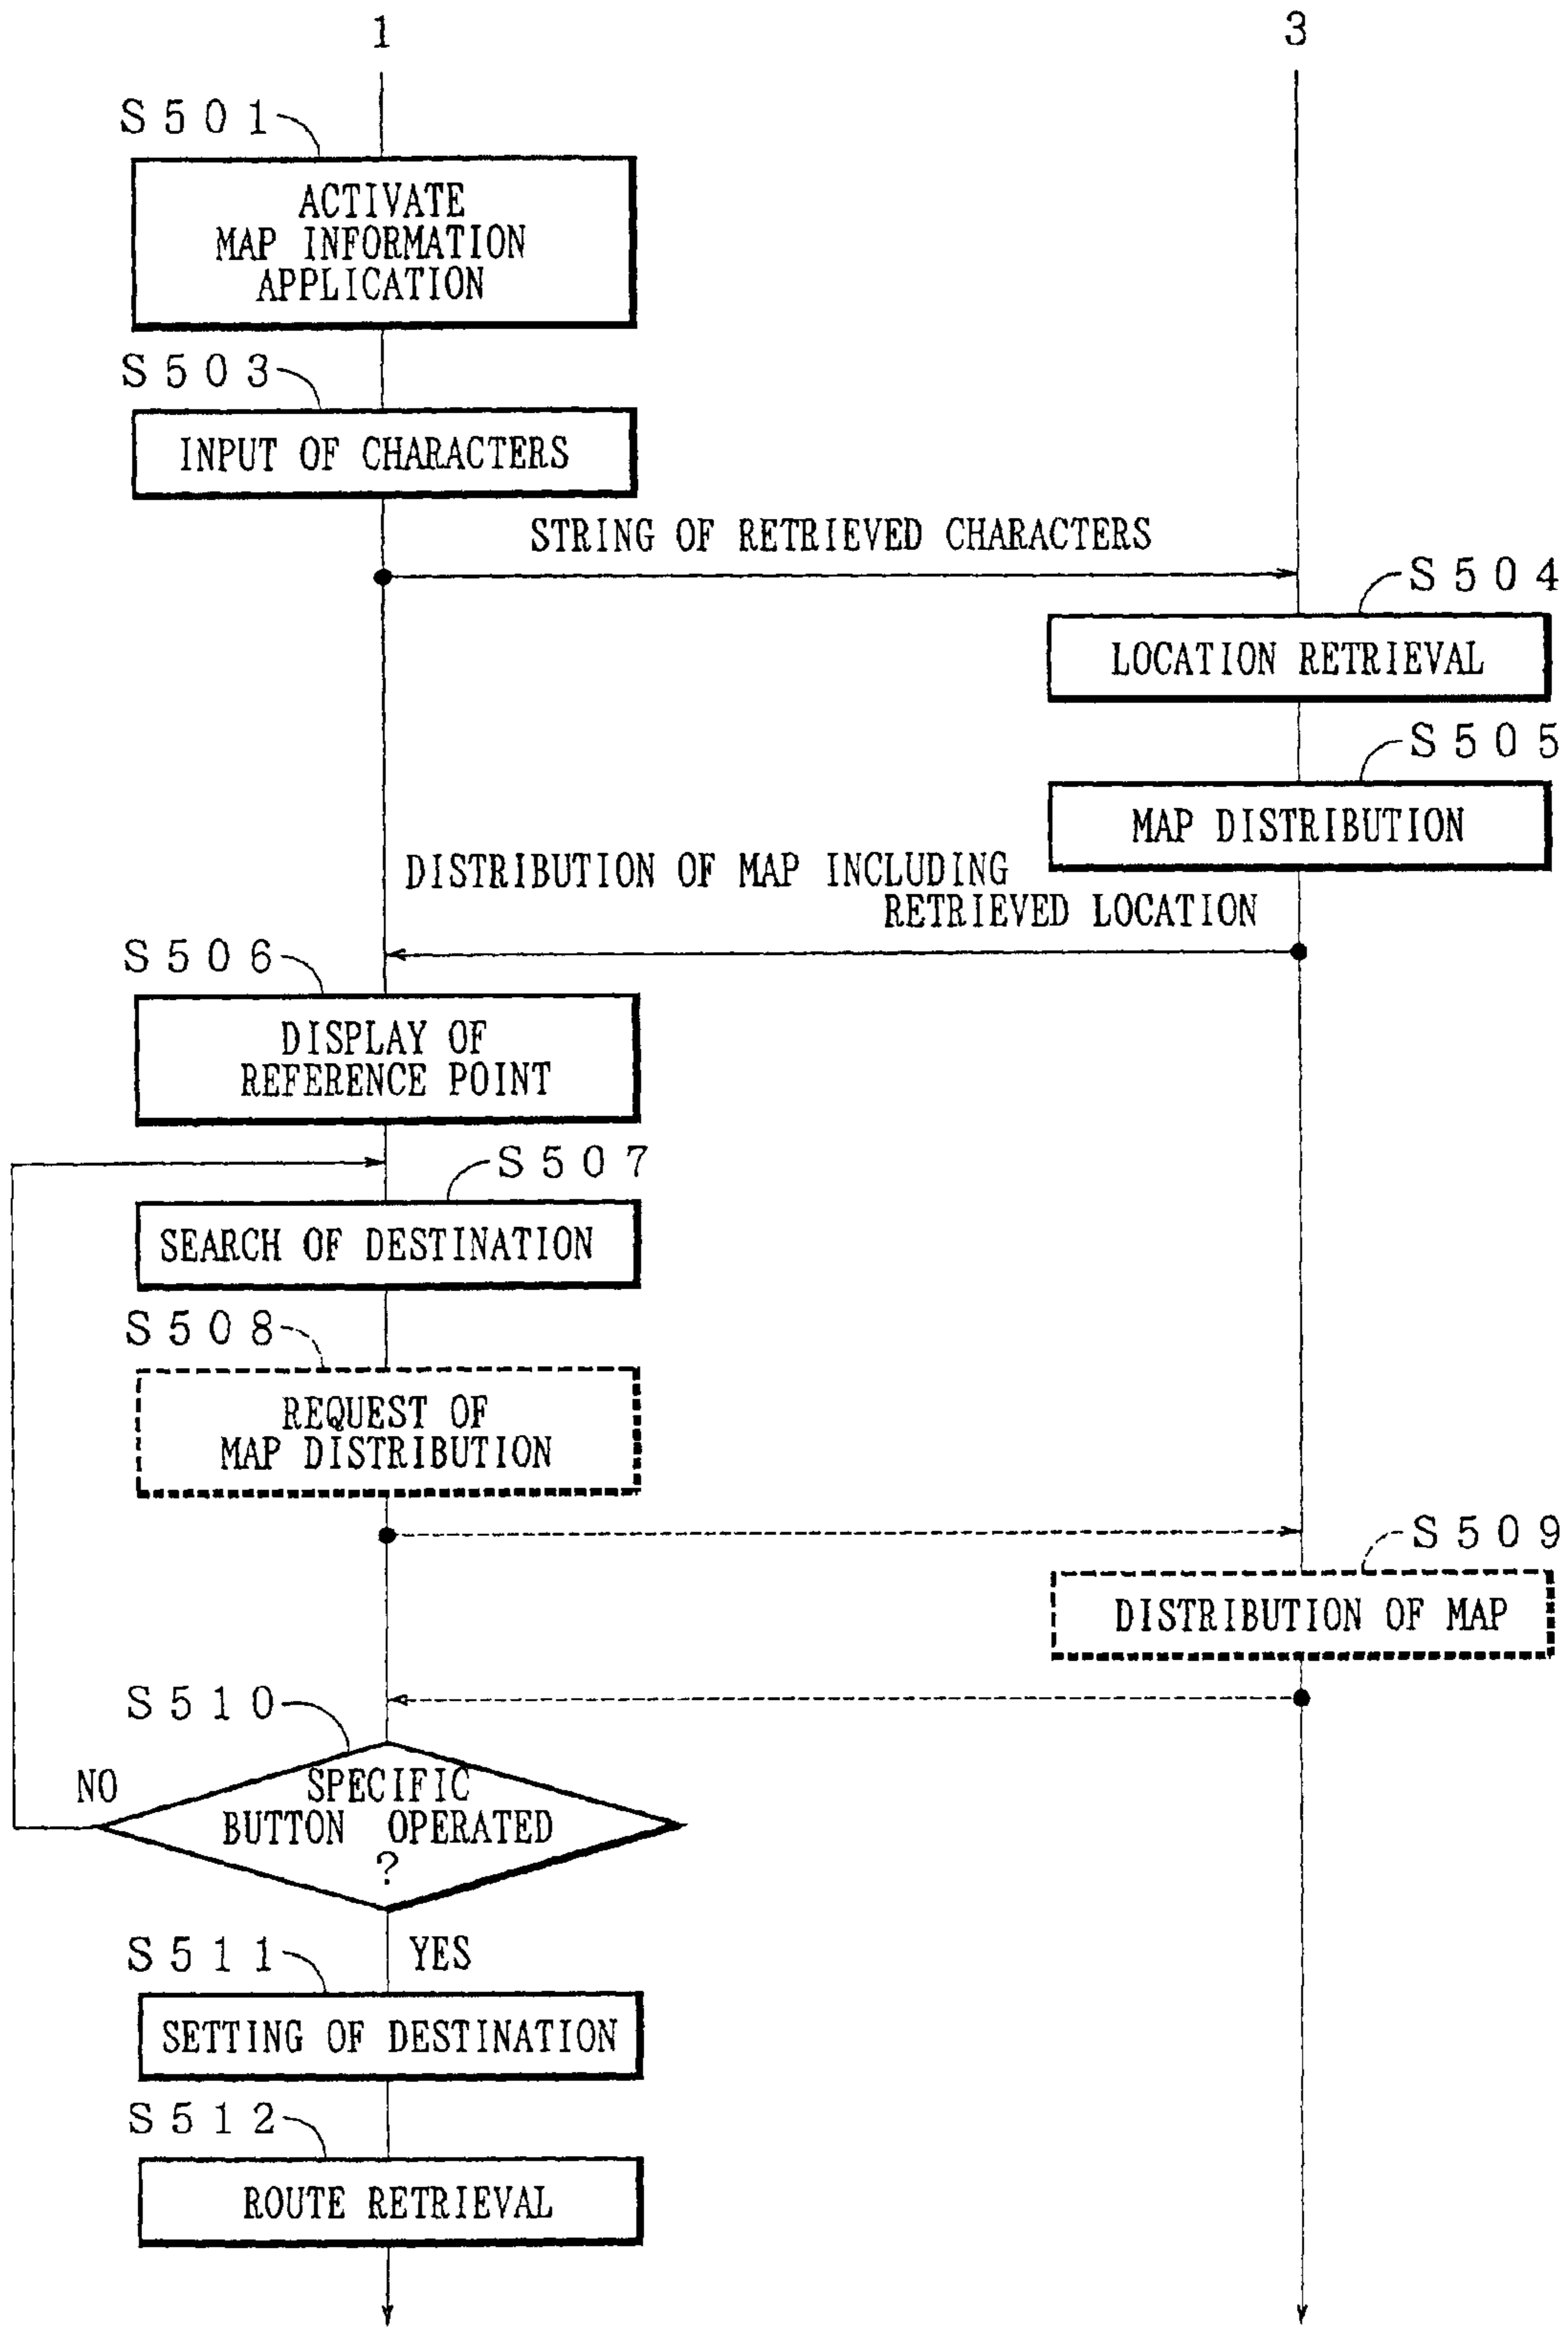 1
3
S501
ACTIVATE
MAP INFORMATION
APPLICATION
S503
INPUT OF CHARACTERS
STRING OF RETRIEVED CHARACTERS
S504
LOCATION RETRIEVAL
S505
MAP DISTRIBUTION
DISTRIBUTION OF MAP INCLUDING
RETRIEVED LOCATION
S506
DISPLAY OF
REFERENCE POINT
S507
SEARCH OF DESTINATION
S508
REQUEST OF
MAP DISTRIBUTION
S509
DISTRIBUTION OF MAP
S510
NO
SPECIFIC
BUTTON OPERATED
?
YES
S511
SETTING OF DESTINATION
S512
ROUTE RETRIEVAL